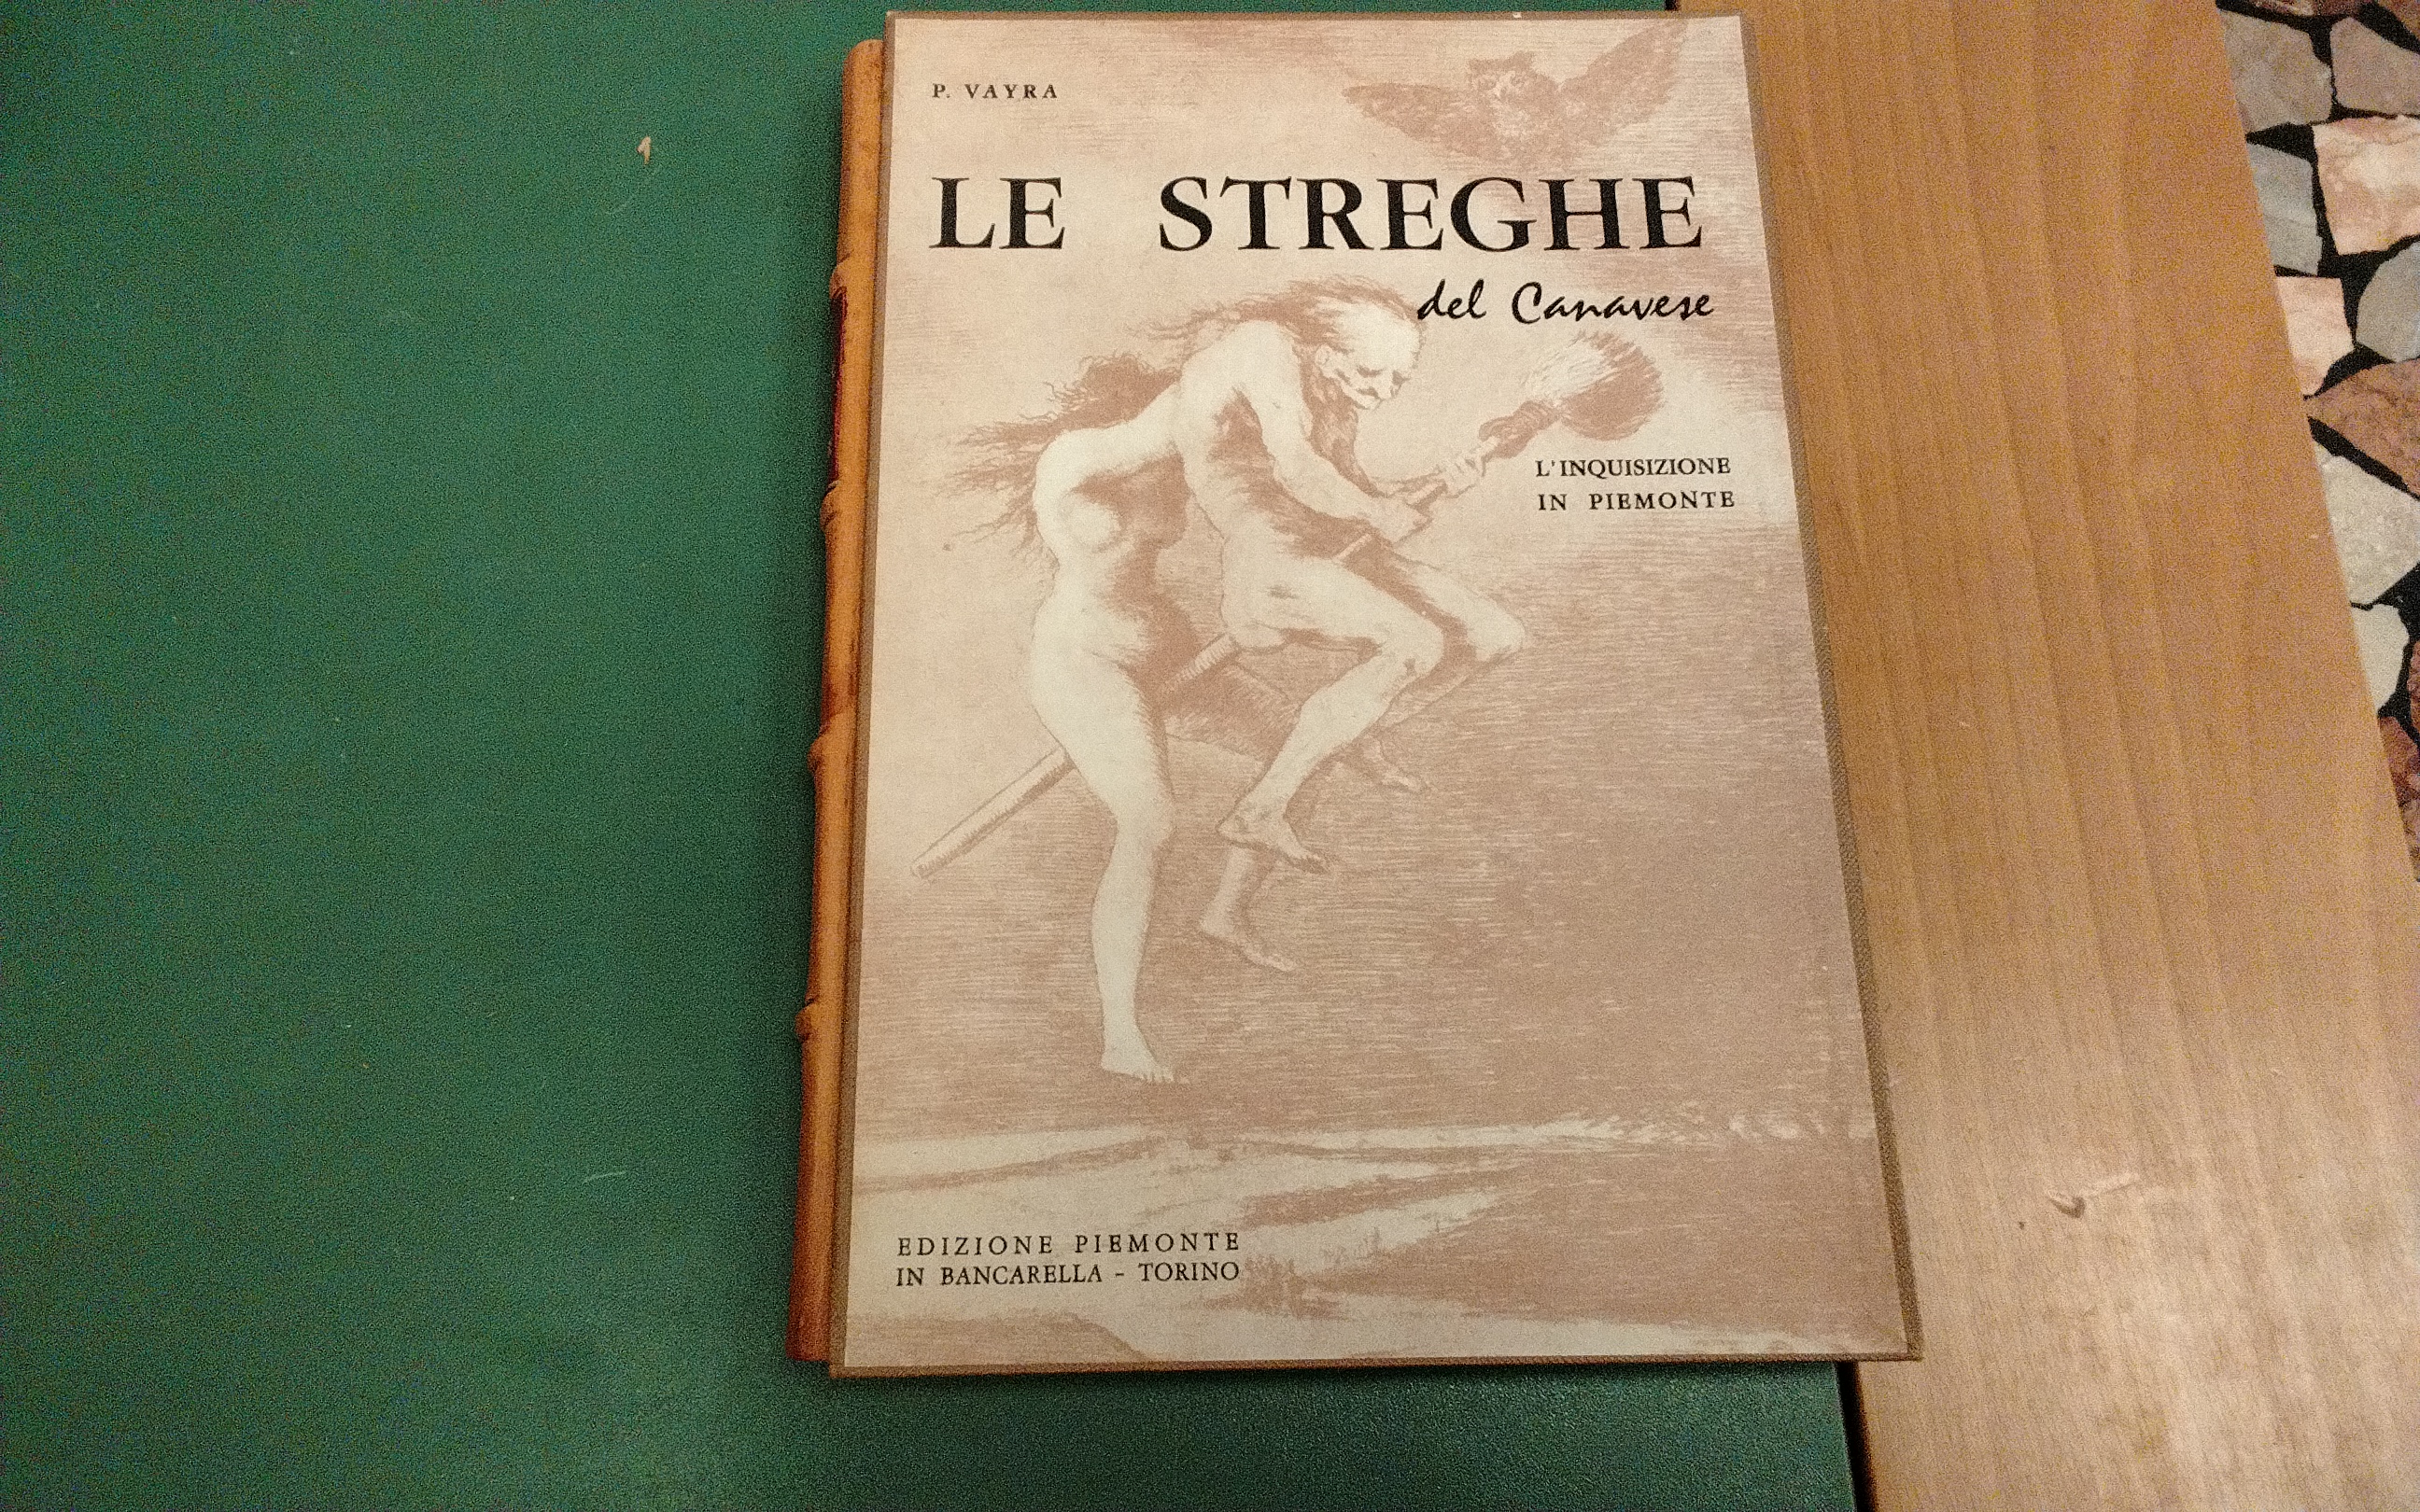 P. VAYRA
LE STREGHE
del Canavese
L'INQUISIZIONE
IN PIEMONTE
EDIZIONE PIEMONTE
IN BANCARELLA - TORINO